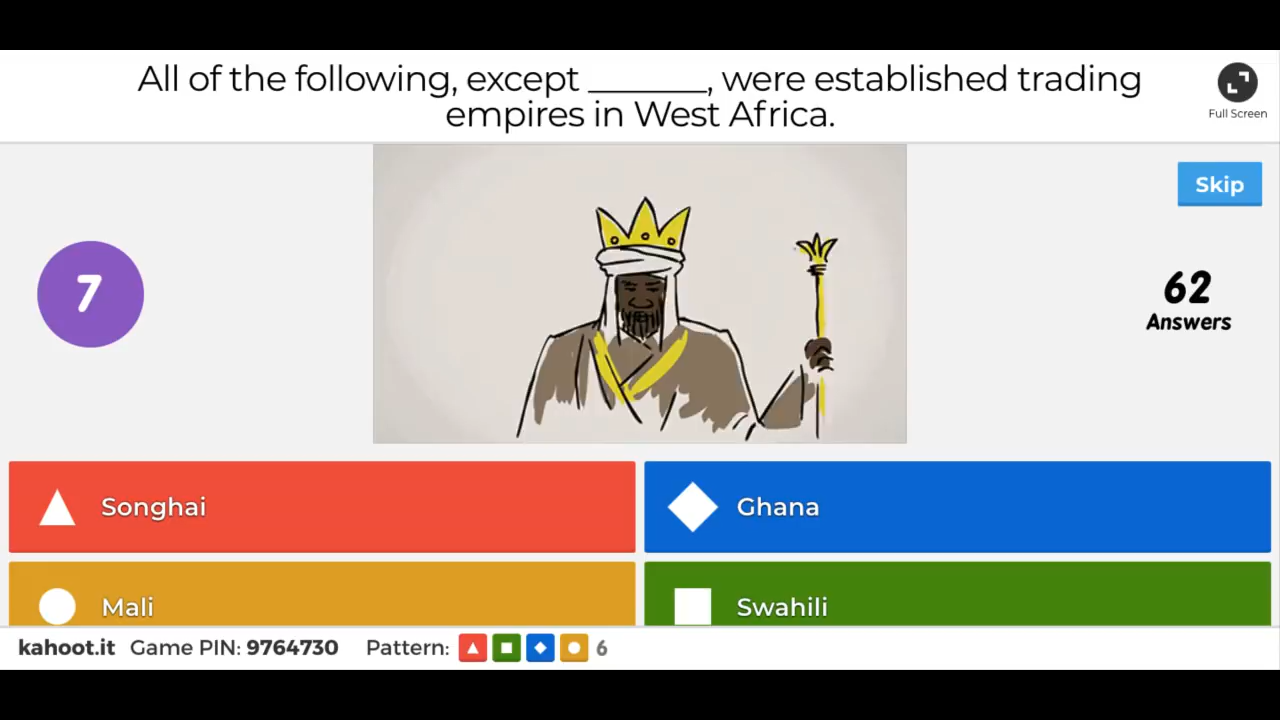 All of the following, except _______, were established trading
empires in West Africa.
Full Screen
Skip
7
62
Answers
Songhai
Ghana
Mali
Swahili
kahoot.it Game PIN: 9764730 Pattern: 6